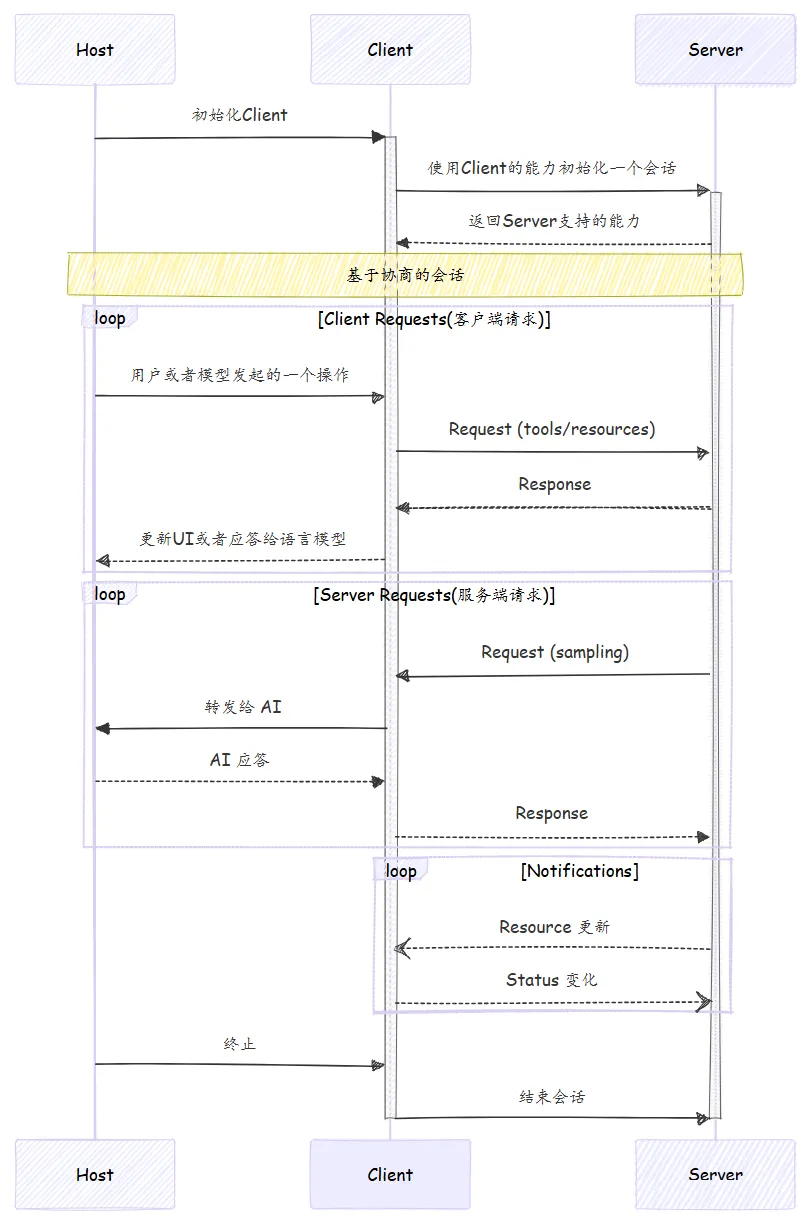 Host
Client
Server
初始化Client
使用Client的能力初始化一个会话
返回Server支持的能力
基于协商的会话
loop
[Client Requests(客户端请求)]
用户或者模型发起的一个操作
Request (tools/resources)
Response
更新UI或者应答给语言模型
loop
[Server Requests(服务端请求)]
Request (sampling)
转发给 AI
AI 应答
Response
loop
[Notifications]
Resource 更新
Status 变化
终止
结束会话
Host
Client
Server